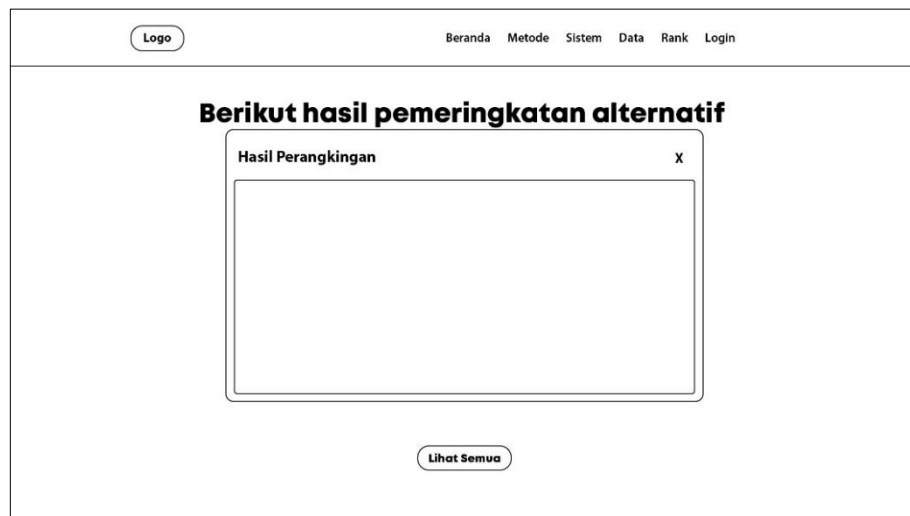 Logo Beranda Metode Sistem Data Rank Login
Berikut hasil pemeringkatan alternatif
Hasil Perangkingan X
Lihat Semua